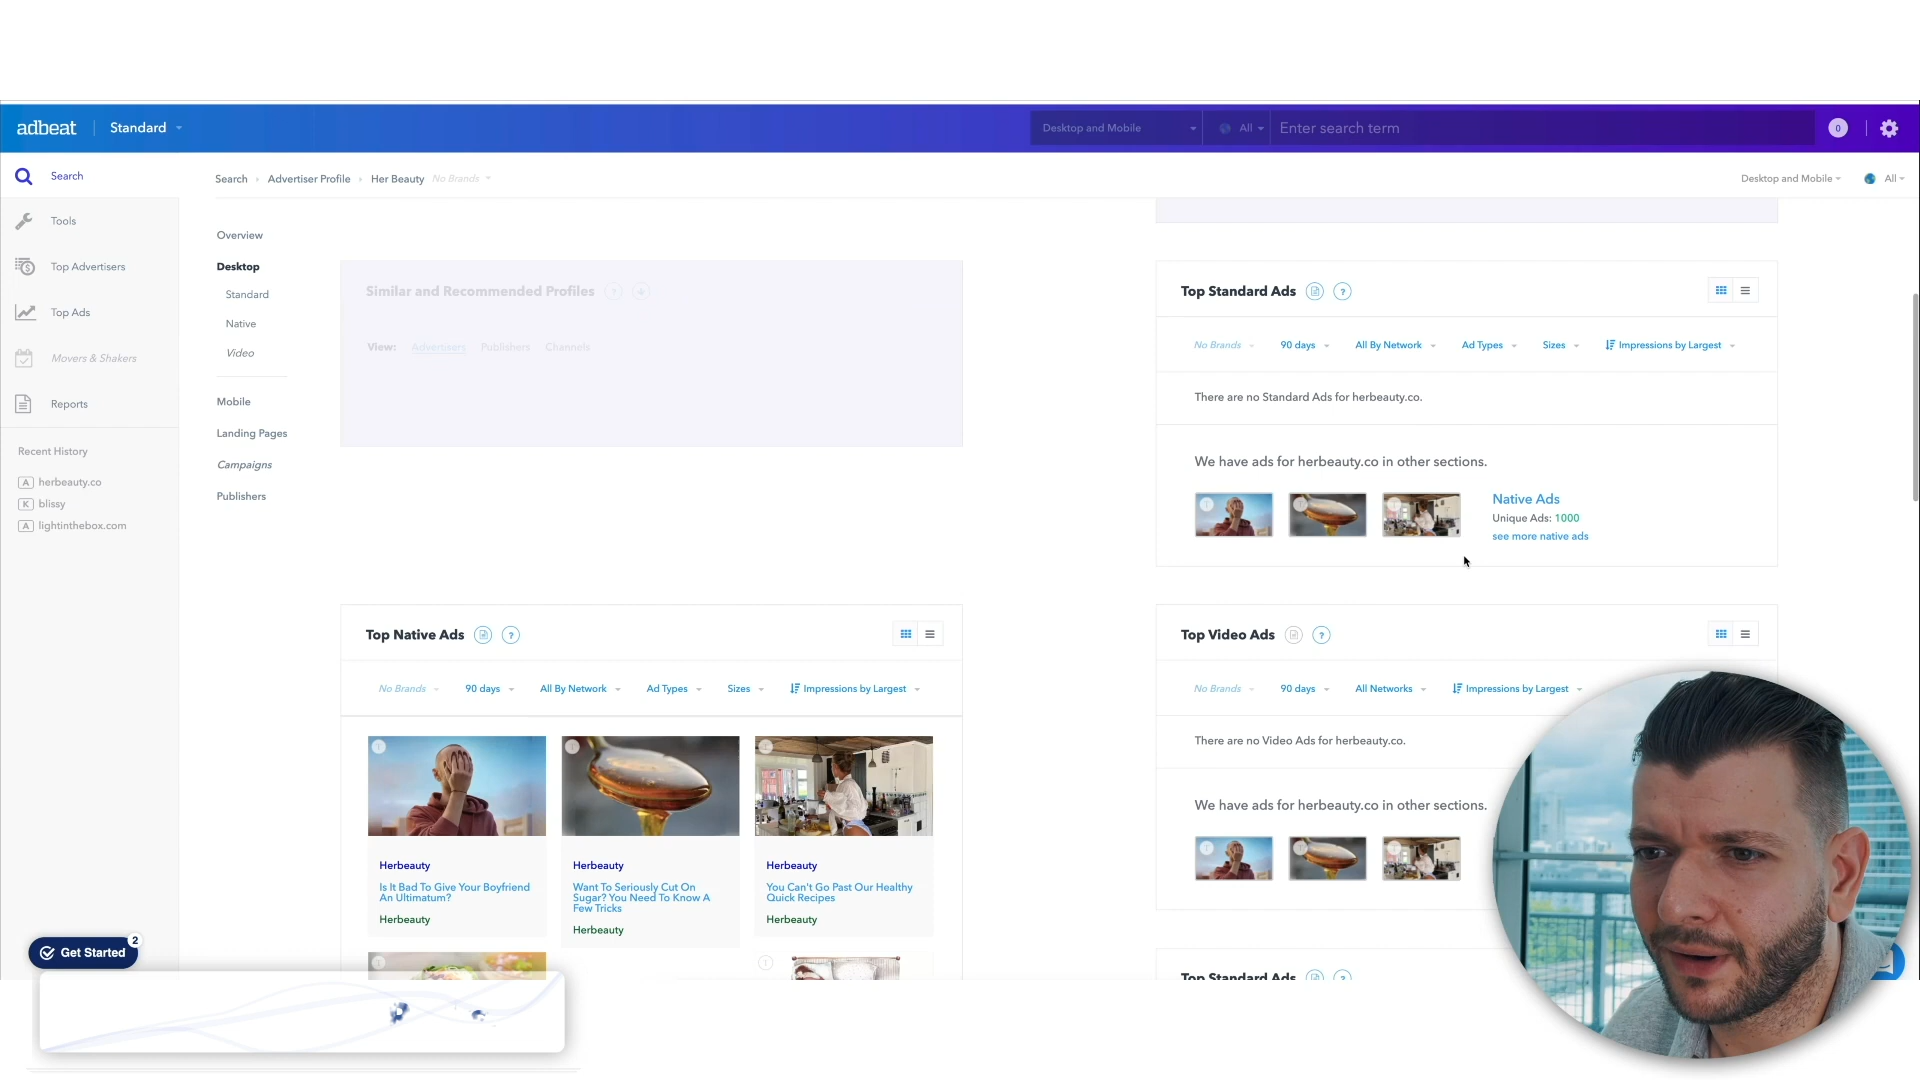 adbeat
Standard
Desktop and Mobile
All
Enter search term
0
Search
Tools
Top Advertisers
Top Ads
Movers & Shakers
Reports
Recent History
A herbeauty.co
K blissy
A lightinthebox.com
Get Started
2
Search
Advertiser Profile
Her Beauty
No Brands
Desktop and Mobile
All
Overview
Desktop
Standard
Native
Video
Mobile
Landing Pages
Campaigns
Publishers
Similar and Recommended Profiles ?
View: Advertisers Publishers Channels
Top Standard Ads ?
No Brands 90 days All By Network Ad Types Sizes Impressions by Largest
There are no Standard Ads for herbeauty.co.
We have ads for herbeauty.co in other sections.
Native Ads
Unique Ads: 1000
see more native ads
Top Native Ads ?
No Brands 90 days All By Network Ad Types Sizes Impressions by Largest
Herbeauty
Is It Bad To Give Your Boyfriend
An Ultimatum?
Herbeauty
Herbeauty
Want To Seriously Cut On
Sugar? You Need To Know A
Few Tricks
Herbeauty
Herbeauty
You Can't Go Past Our Healthy
Quick Recipes
Herbeauty
Top Video Ads ?
No Brands 90 days All Networks Impressions by Largest
There are no Video Ads for herbeauty.co.
We have ads for herbeauty.co in other sections.
Top Standard Ads ?